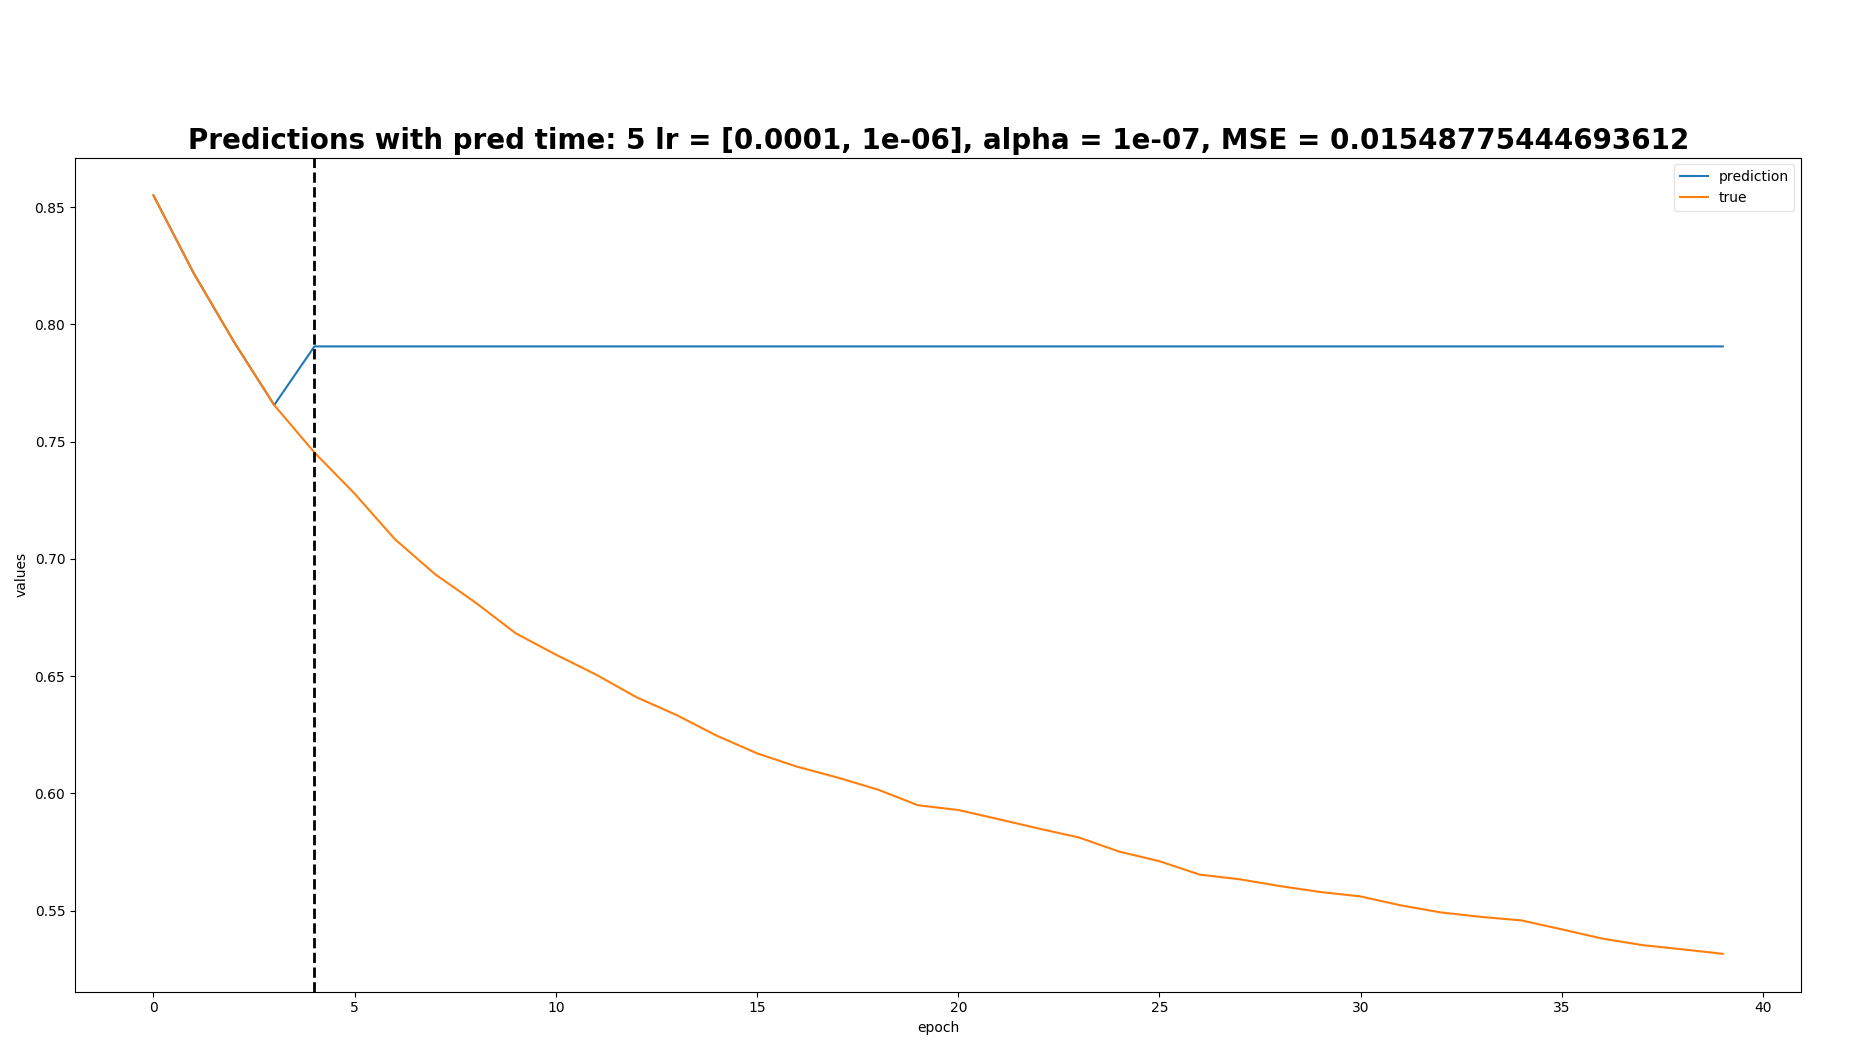 Predictions with pred time: 5 lr = [0.0001, 1e-06], alpha = 1e-07, MSE = 0.01548775444693612
prediction
true
0.85
0.80
0.75
0.70
0.65
0.60
0.55
values
0 5 10 15 20 25 30 35 40
epoch